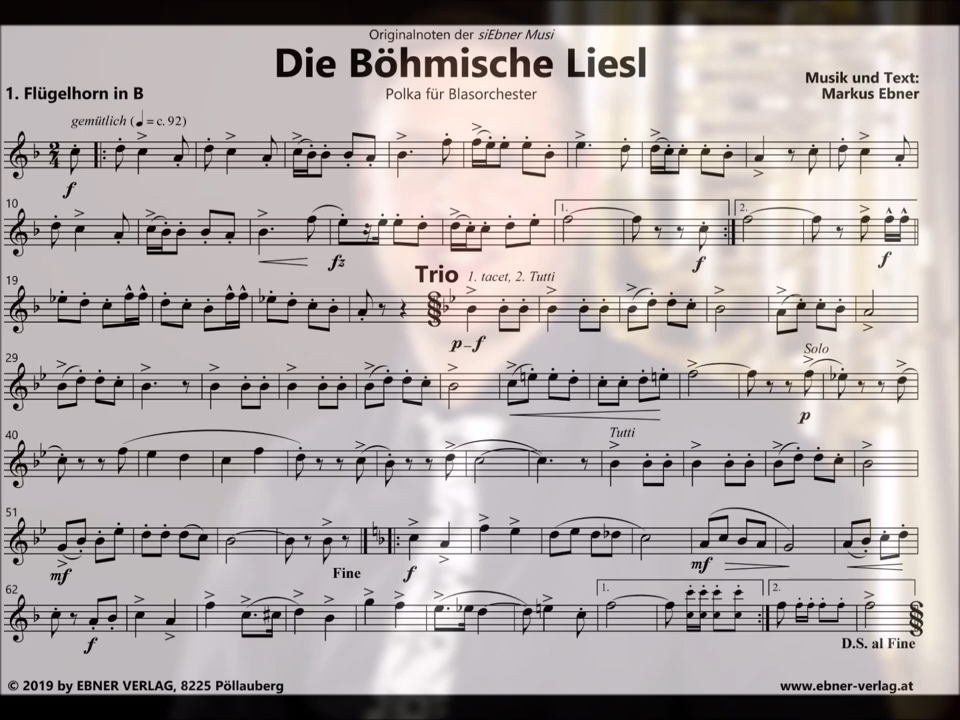 Originalnoten der siEbner Musi
Die Böhmische Liesl
1. Flügelhorn in B
Polka für Blasorchester
Musik und Text:
Markus Ebner
gemütlich (♩ = c. 92)
2/4
f
10
1.
2.
fz
f
f
Trio 1. tacet, 2. Tutti
19
p–f
29
Solo
p
40
Tutti
51
mf
Fine
f
mf
62
1.
2.
f
D.S. al Fine
© 2019 by EBNER VERLAG, 8225 Pöllauberg
www.ebner-verlag.at